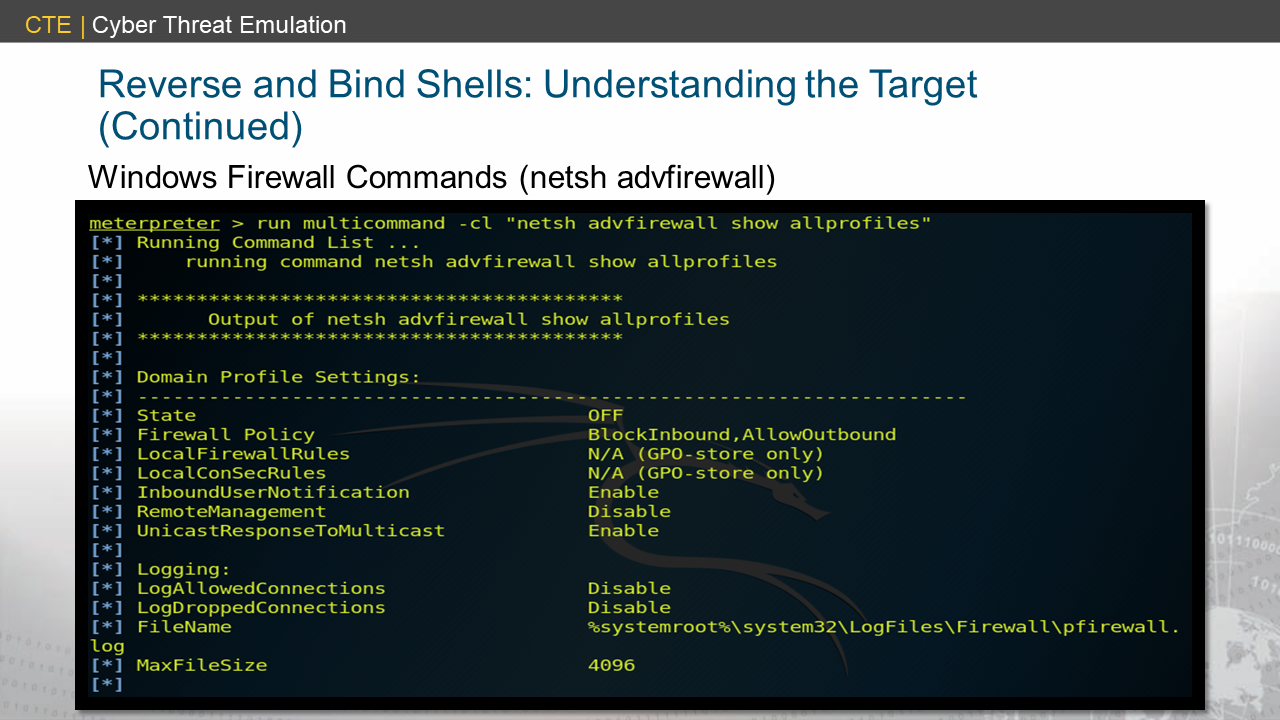 CTE | Cyber Threat Emulation
Reverse and Bind Shells: Understanding the Target
(Continued)
Windows Firewall Commands (netsh advfirewall)
meterpreter > run multicommand -cl "netsh advfirewall show allprofiles"
[*] Running Command List ...
[*]     running command netsh advfirewall show allprofiles
[*]
[*] *****************************************
[*]       Output of netsh advfirewall show allprofiles
[*] *****************************************
[*]
[*] Domain Profile Settings:
[*] ----------------------------------------------------------------------
[*] State                                 OFF
[*] Firewall Policy                       BlockInbound,AllowOutbound
[*] LocalFirewallRules                    N/A (GPO-store only)
[*] LocalConSecRules                      N/A (GPO-store only)
[*] InboundUserNotification               Enable
[*] RemoteManagement                      Disable
[*] UnicastResponseToMulticast            Enable
[*]
[*] Logging:
[*] LogAllowedConnections                 Disable
[*] LogDroppedConnections                 Disable
[*] FileName                              %systemroot%\system32\LogFiles\Firewall\pfirewall.
log
[*] MaxFileSize                           4096
[*]